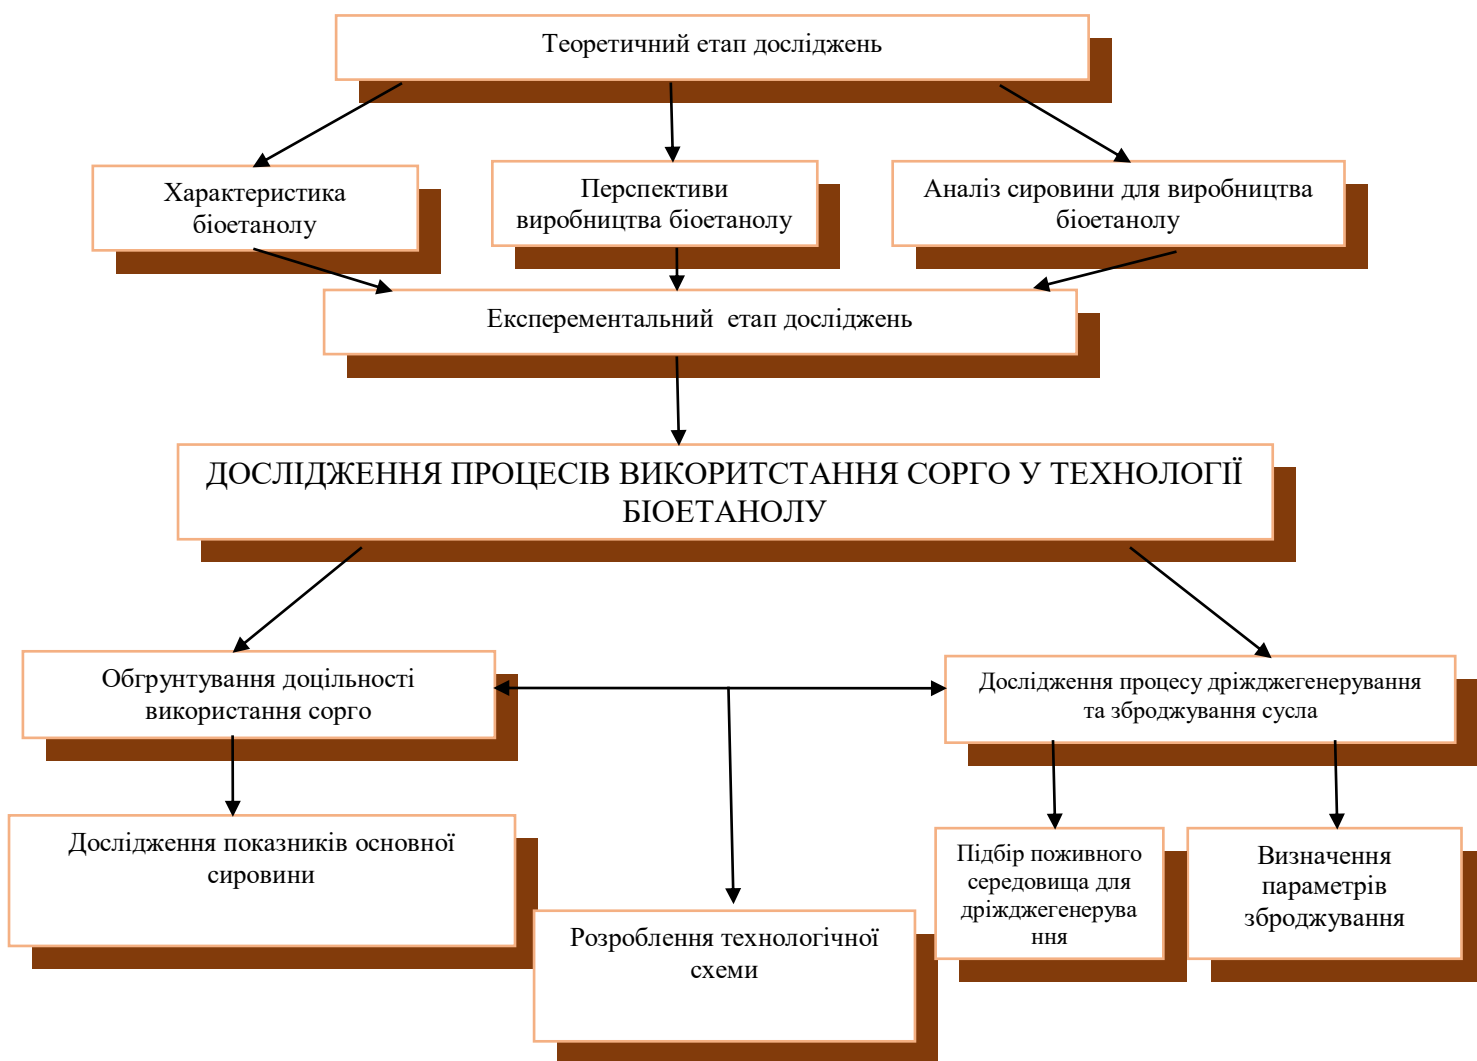 Теоретичний етап досліджень
Характеристика
біоетанолу
Перспективи
виробництва біоетанолу
Аналіз сировини для виробництва
біоетанолу
Експерементальний етап досліджень
ДОСЛІДЖЕННЯ ПРОЦЕСІВ ВИКОРИТСТАННЯ СОРГО У ТЕХНОЛОГІЇ
БІОЕТАНОЛУ
Обгрунтування доцільності
використання сорго
Дослідження процесу дріжджегенерування
та зброджування сусла
Дослідження показників основної
сировини
Розроблення технологічної
схеми
Підбір поживного
середовища для
дріжджегенерува
ння
Визначення
параметрів
зброджування